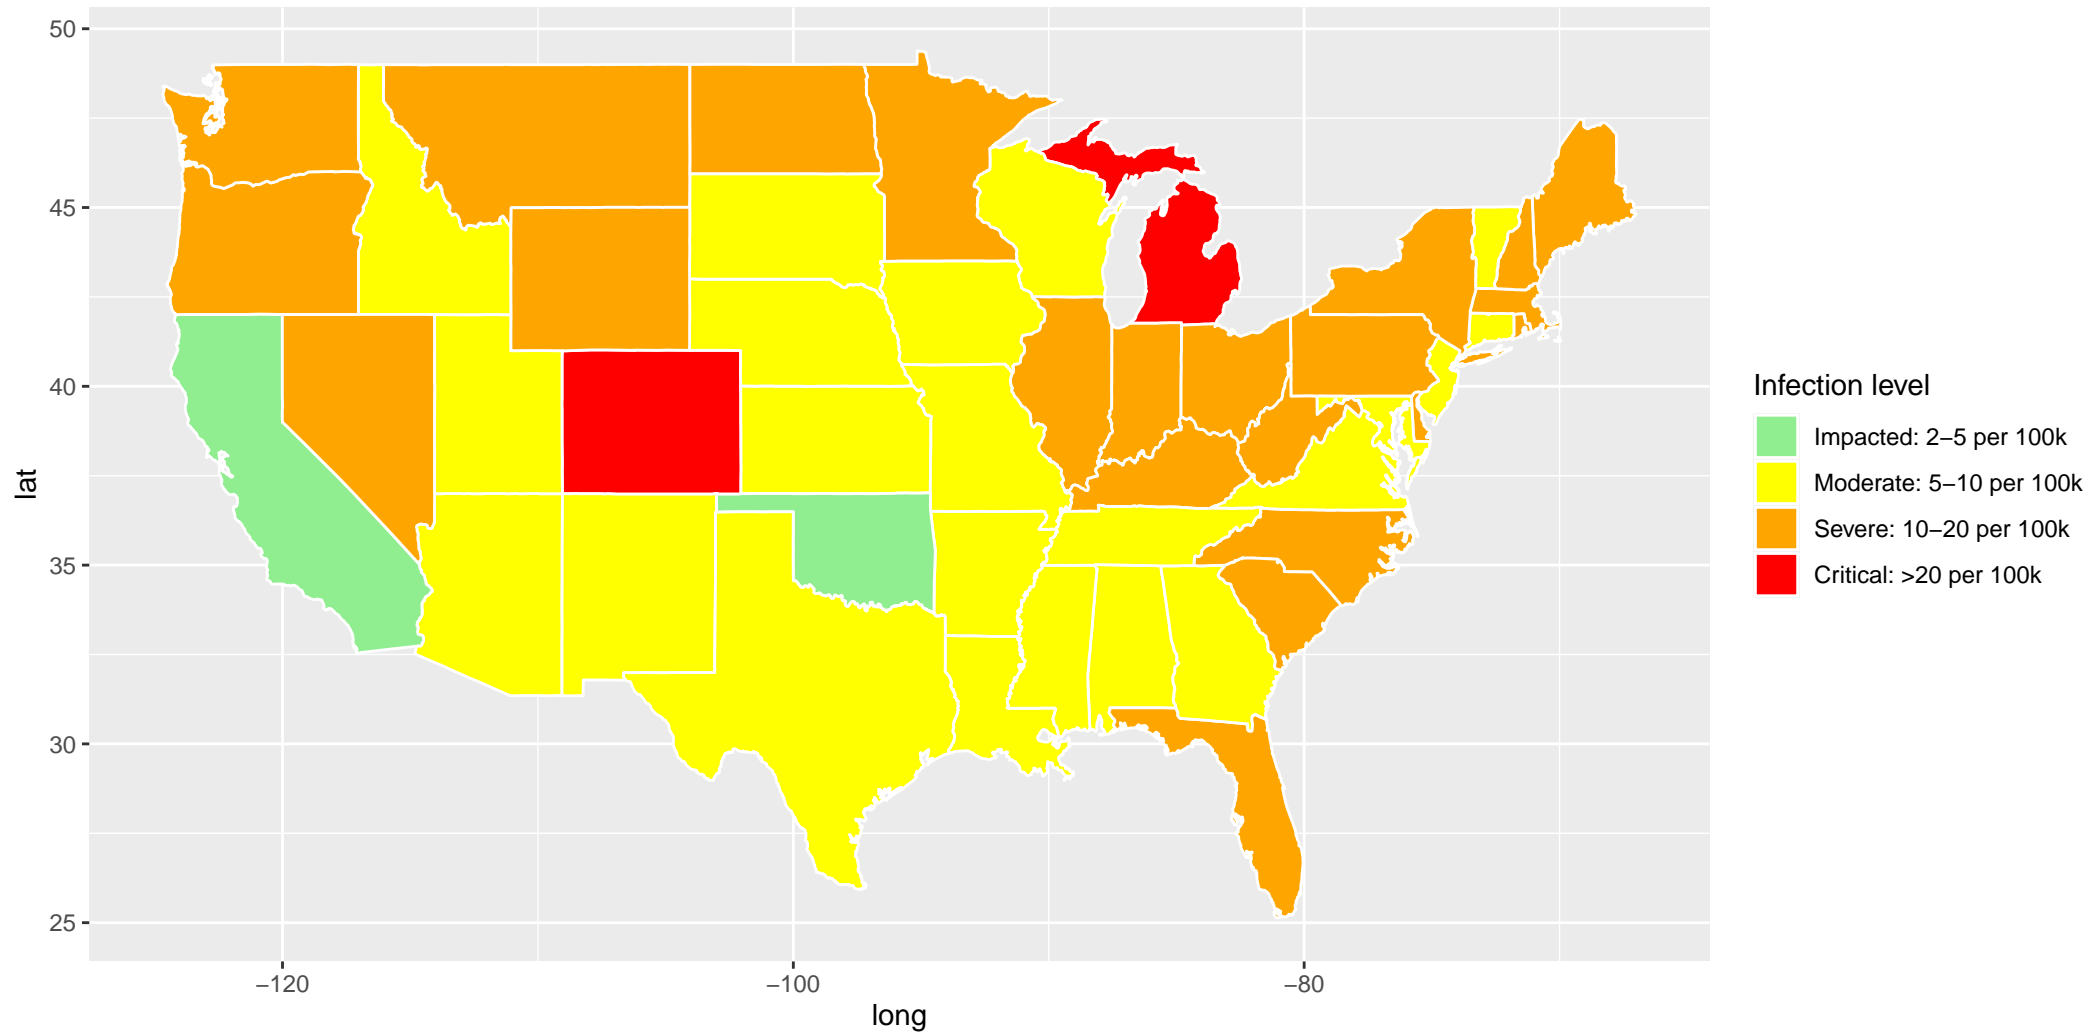 50
45
40
35
30
25
lat
−120
−100
−80
long
Infection level
Impacted: 2−5 per 100k
Moderate: 5−10 per 100k
Severe: 10−20 per 100k
Critical: >20 per 100k